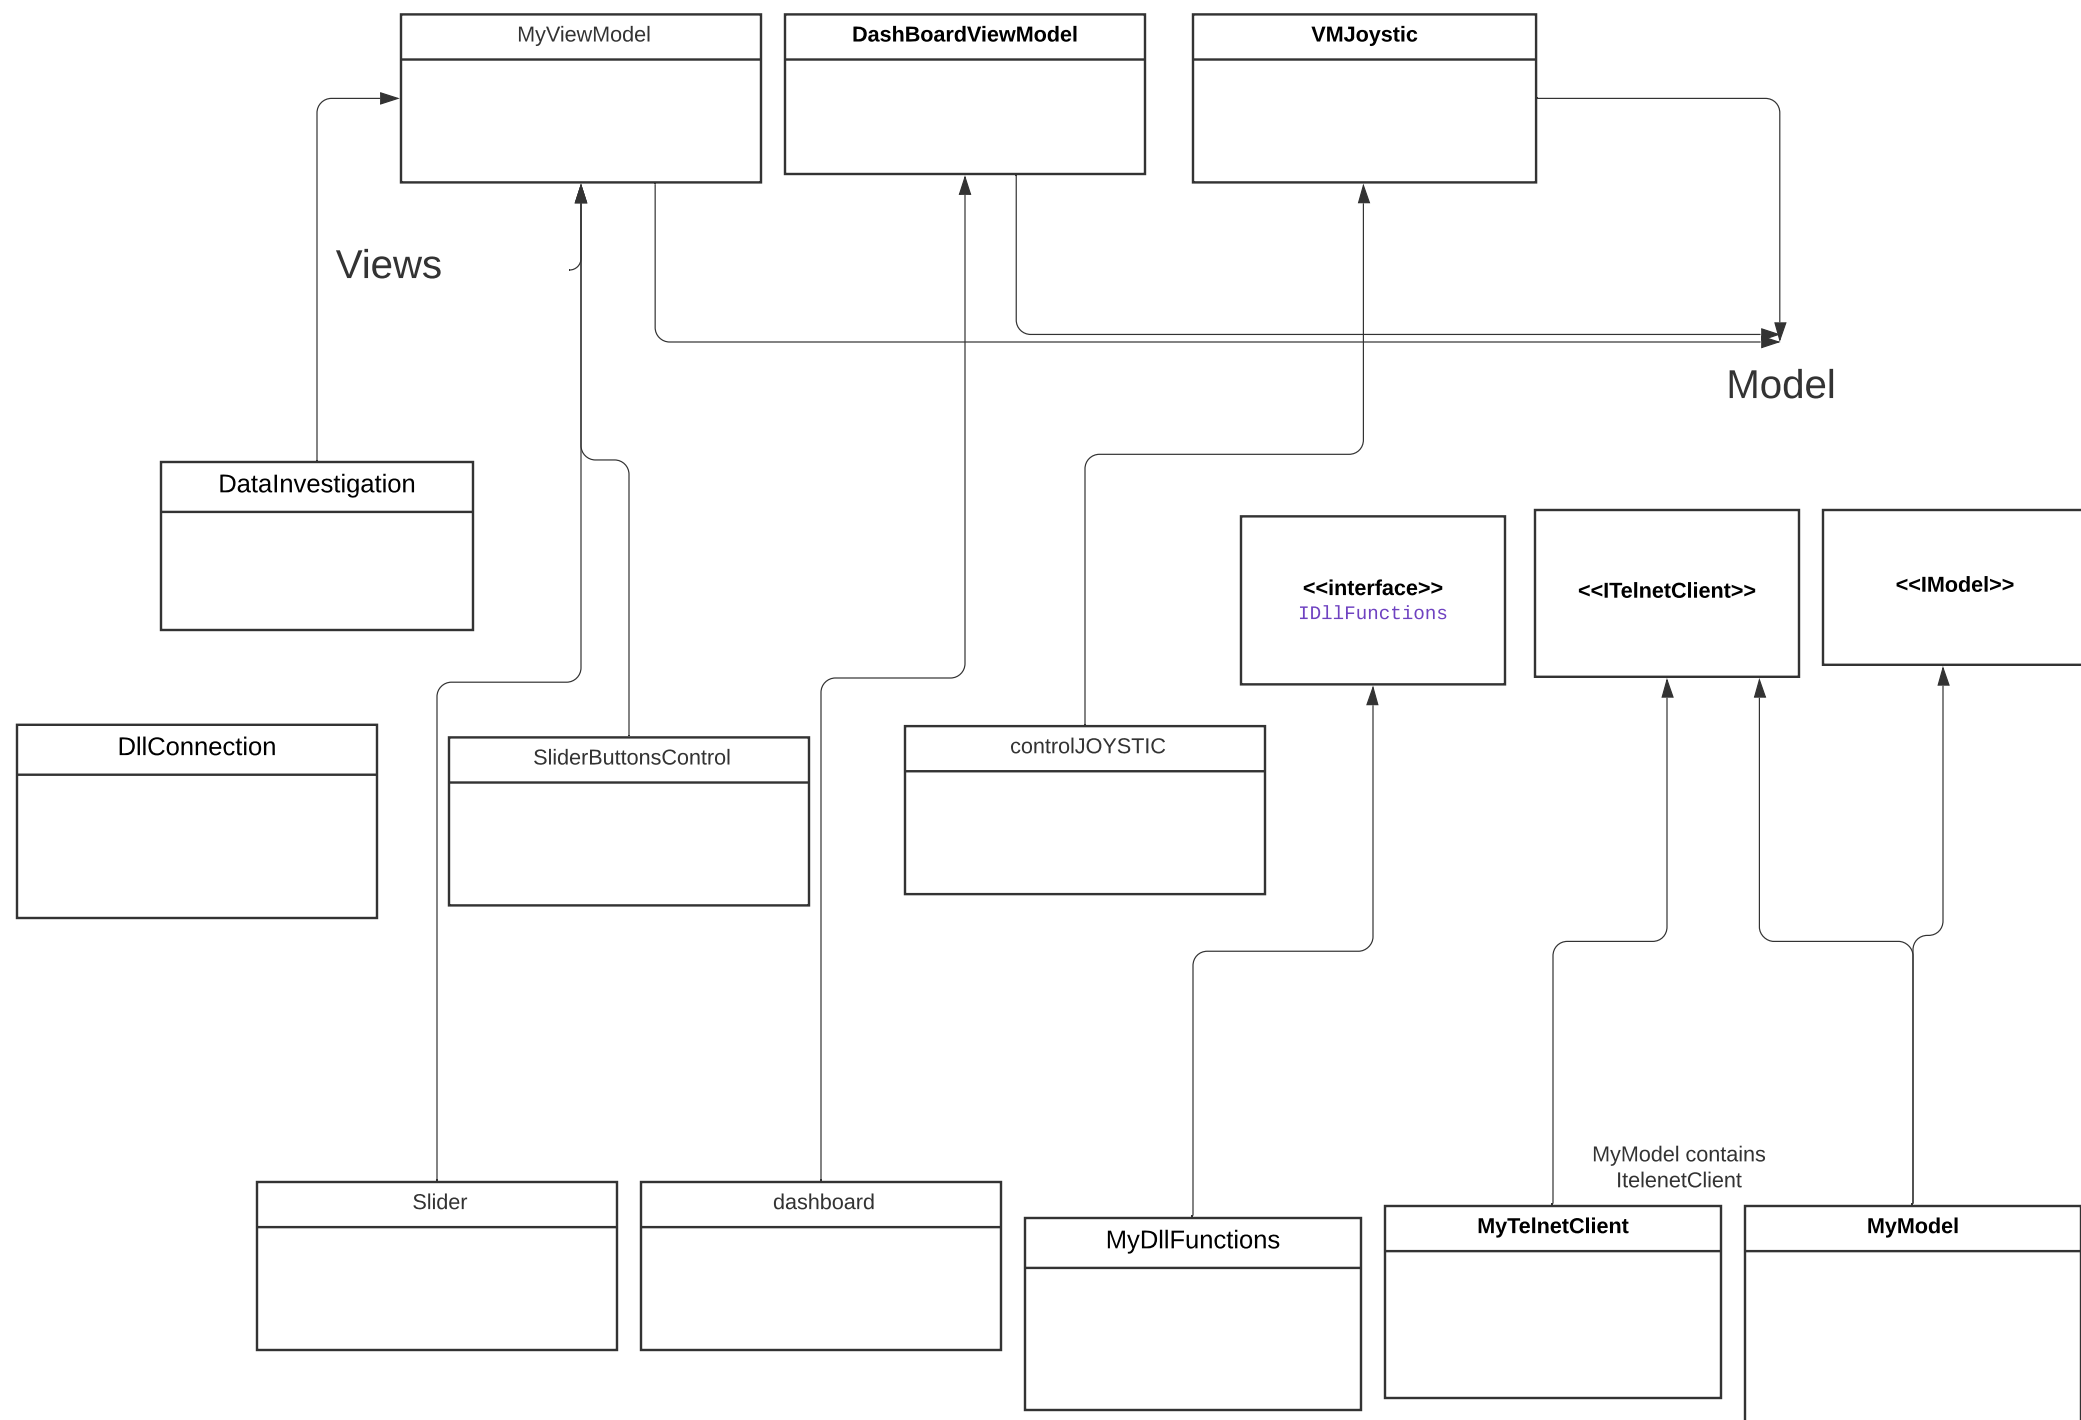 MyViewModel
DashBoardViewModel
VMJoystic
Views
Model
DataInvestigation
<<interface>>
IDllFunctions
<<ITelnetClient>>
<<IModel>>
DllConnection
SliderButtonsControl
controlJOYSTIC
MyModel contains
ItelenetClient
Slider
dashboard
MyDllFunctions
MyTelnetClient
MyModel